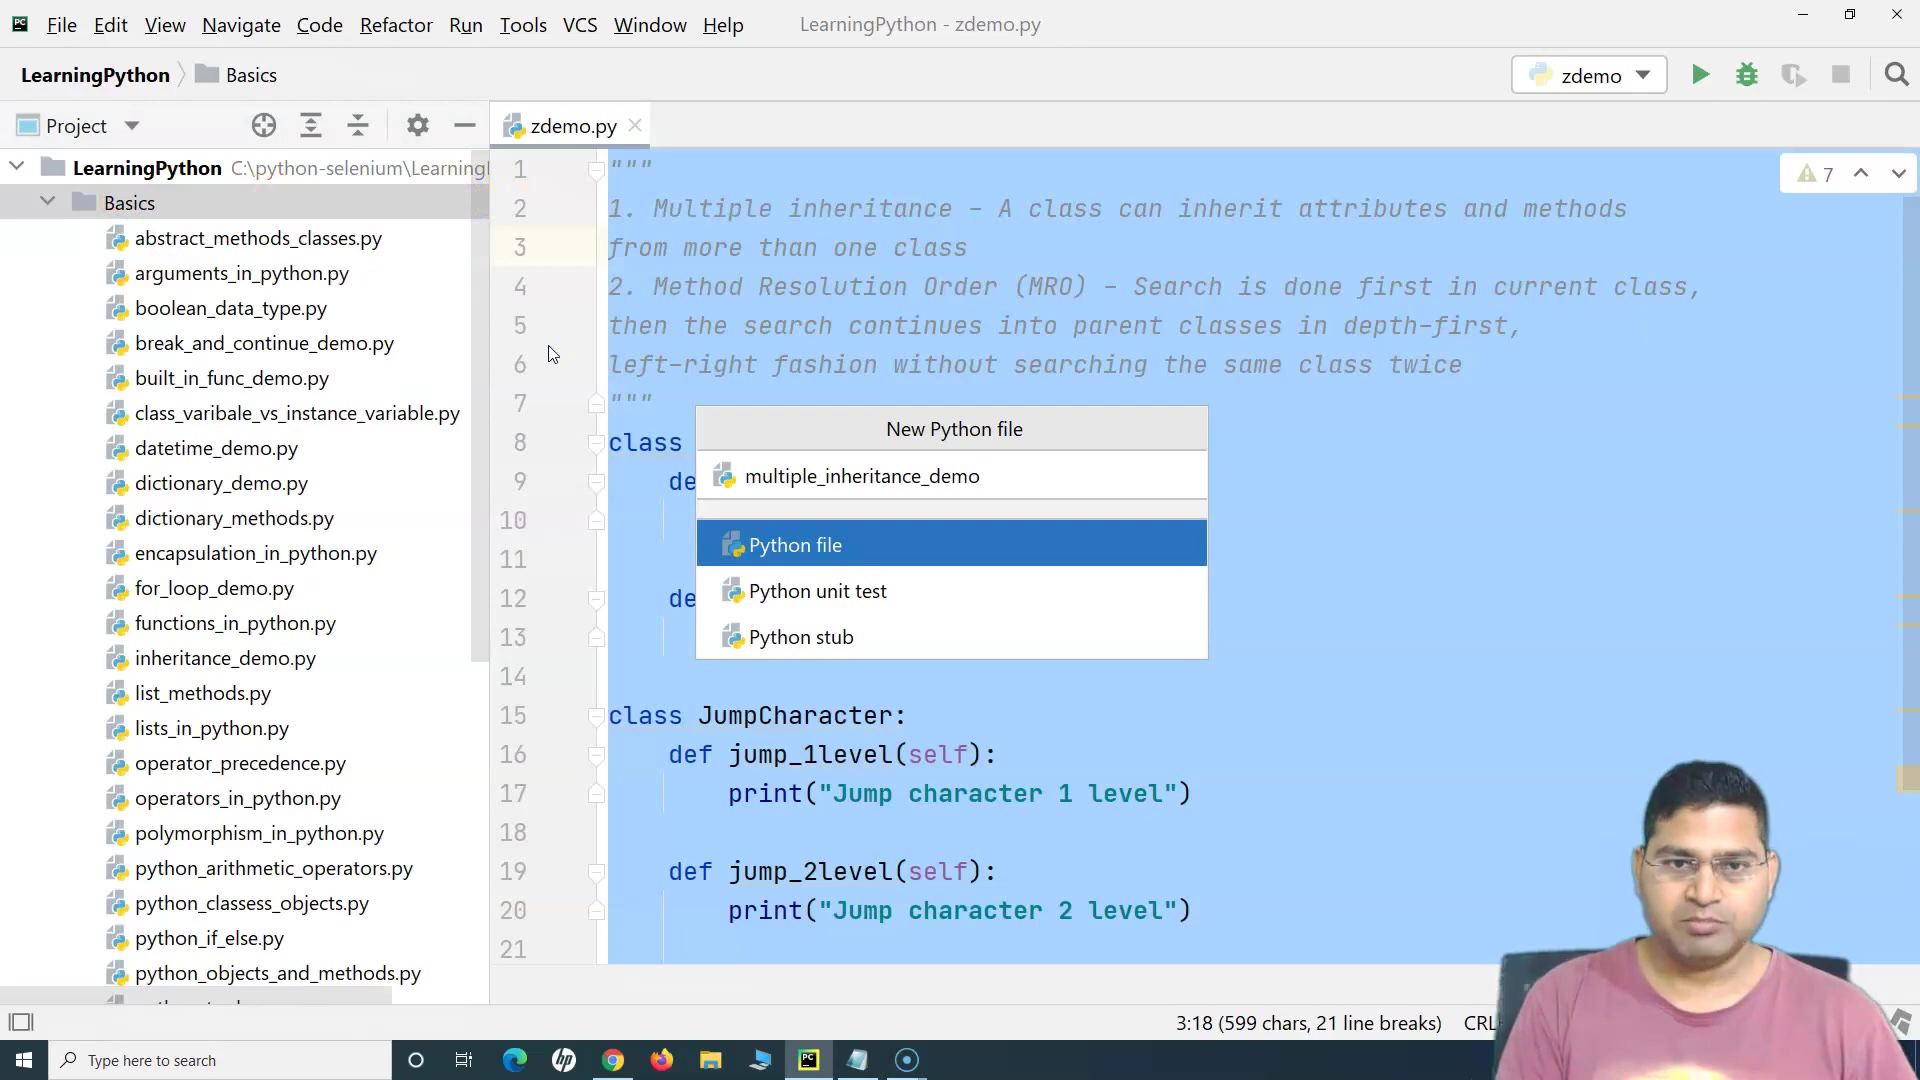 File Edit View Navigate Code Refactor Run Tools VCS Window Help LearningPython - zdemo.py
LearningPython Basics
zdemo
Project
zdemo.py
LearningPython C:\python-selenium\Learning
Basics
abstract_methods_classes.py
arguments_in_python.py
boolean_data_type.py
break_and_continue_demo.py
built_in_func_demo.py
class_varibale_vs_instance_variable.py
datetime_demo.py
dictionary_demo.py
dictionary_methods.py
encapsulation_in_python.py
for_loop_demo.py
functions_in_python.py
inheritance_demo.py
list_methods.py
lists_in_python.py
operator_precedence.py
operators_in_python.py
polymorphism_in_python.py
python_arithmetic_operators.py
python_classess_objects.py
python_if_else.py
python_objects_and_methods.py
7
1 """
2 1. Multiple inheritance - A class can inherit attributes and methods
3 from more than one class
4 2. Method Resolution Order (MRO) - Search is done first in current class,
5 then the search continues into parent classes in depth-first,
6 left-right fashion without searching the same class twice
7 """
8 class
9 de
10
11
12 de
13
14
15 class JumpCharacter:
16 def jump_1level(self):
17 print("Jump character 1 level")
18
19 def jump_2level(self):
20 print("Jump character 2 level")
21
New Python file
multiple_inheritance_demo
Python file
Python unit test
Python stub
3:18 (599 chars, 21 line breaks) CRL
Type here to search